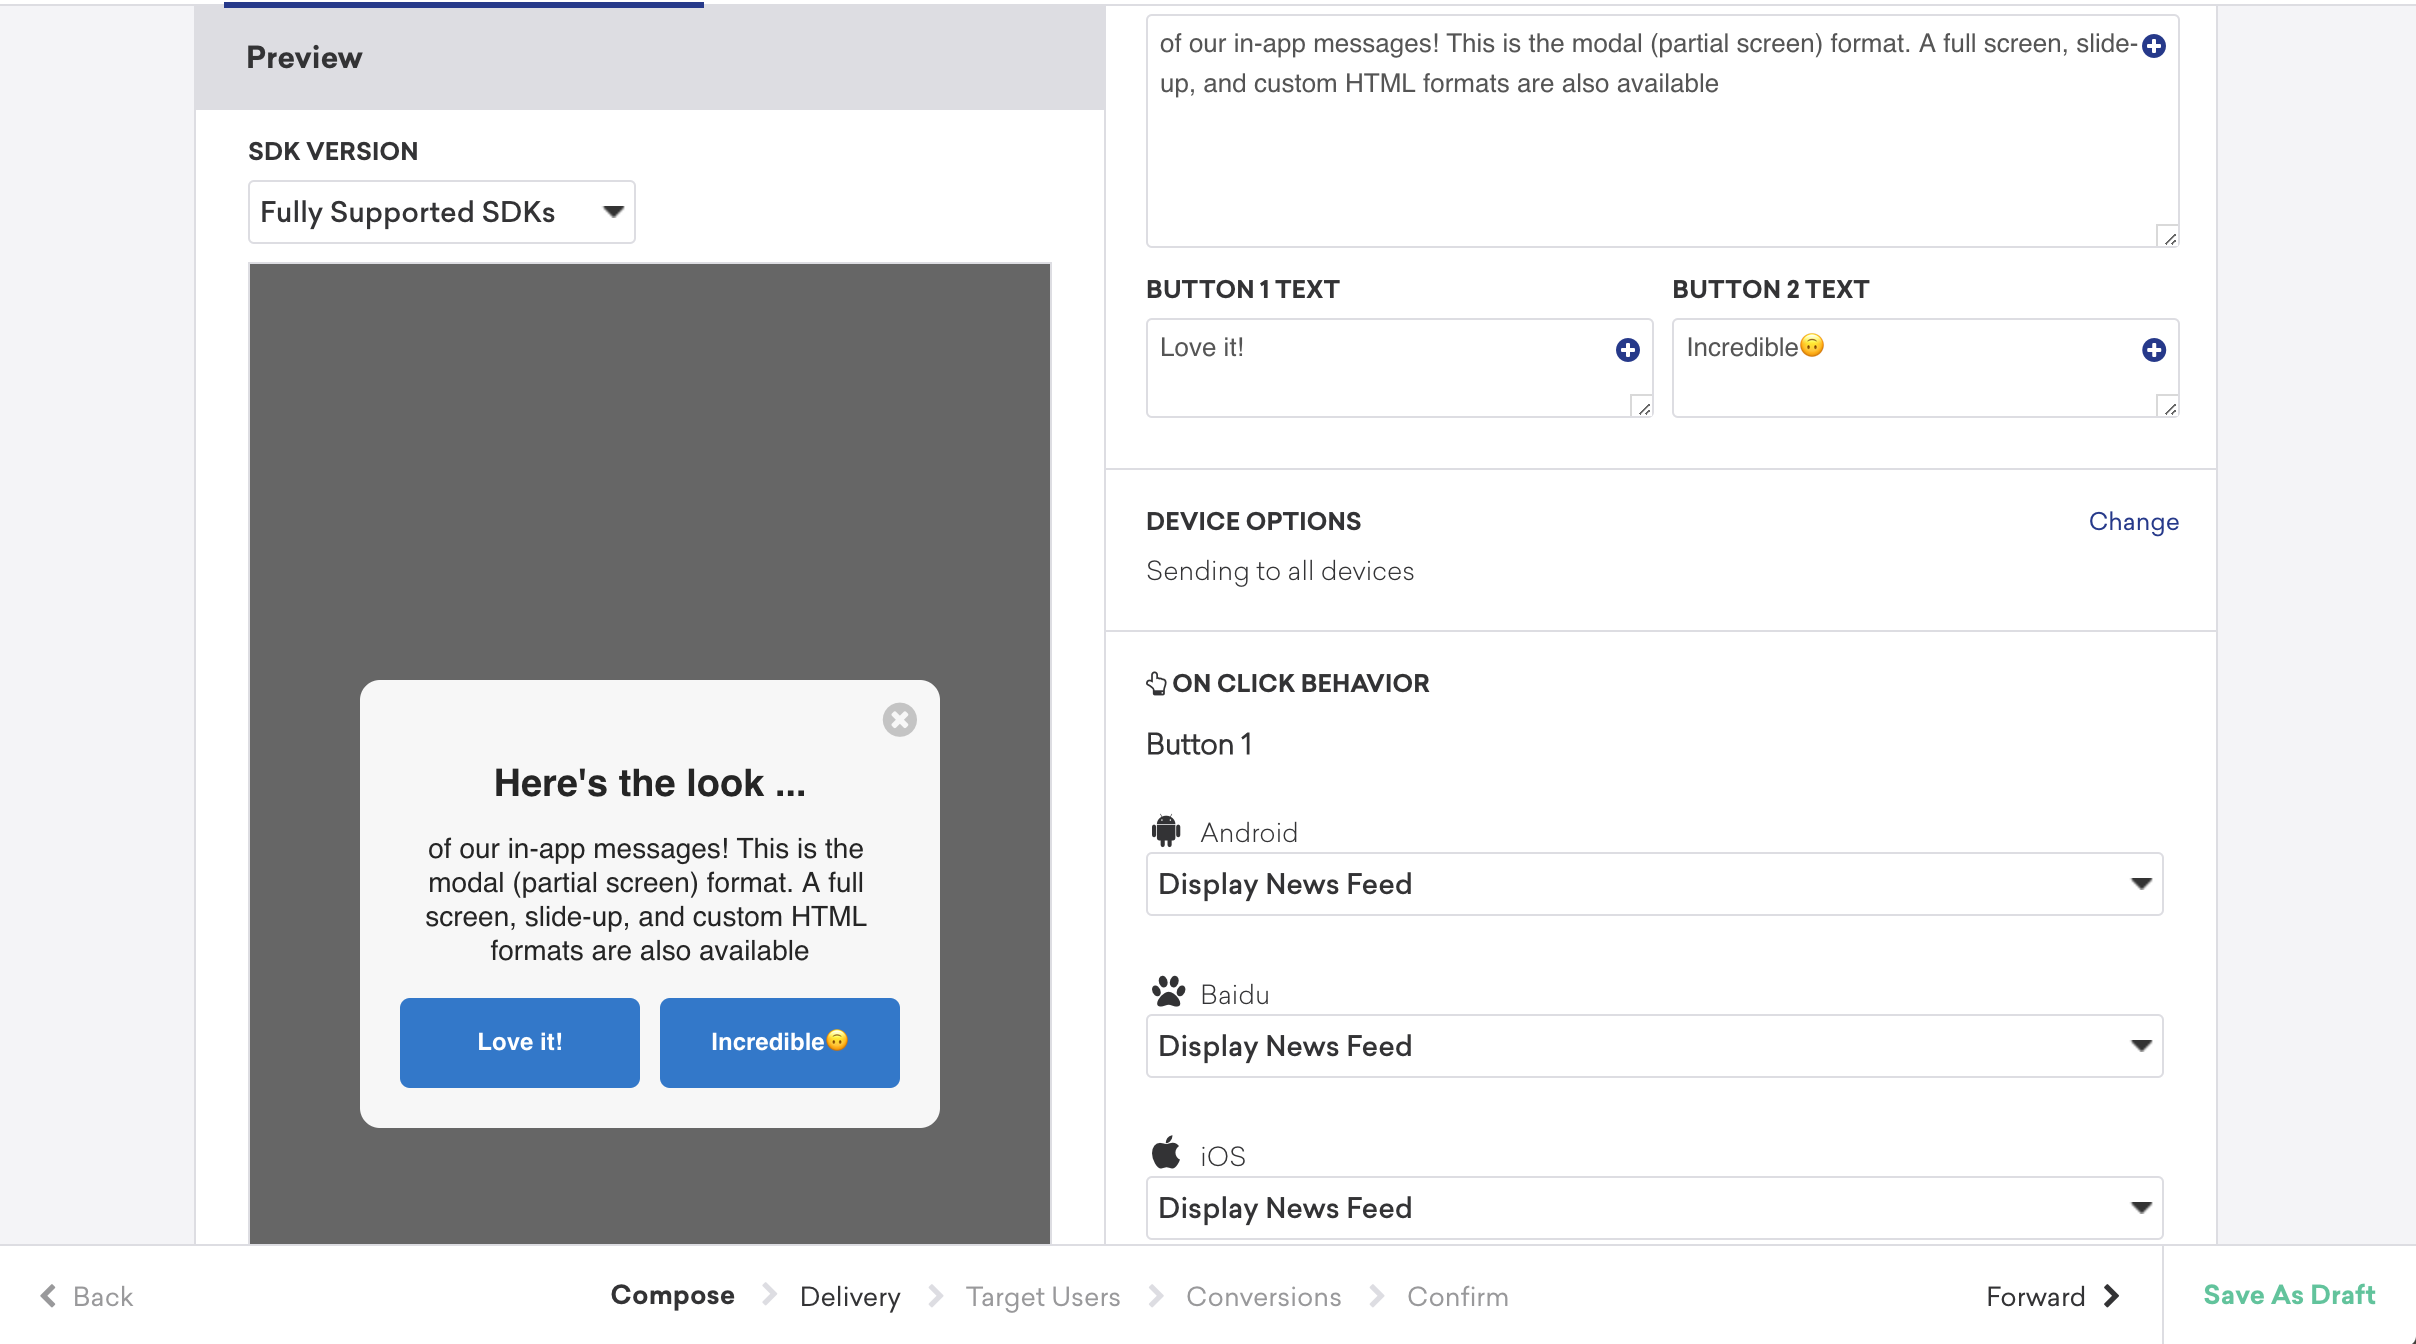 Preview
SDK VERSION
Fully Supported SDKs
Here's the look ...
of our in-app messages! This is the
modal (partial screen) format. A full
screen, slide-up, and custom HTML
formats are also available
Love it!
Incredible🙃
of our in-app messages! This is the modal (partial screen) format. A full screen, slide-
up, and custom HTML formats are also available
BUTTON 1 TEXT
Love it!
BUTTON 2 TEXT
Incredible🙃
DEVICE OPTIONS
Change
Sending to all devices
ON CLICK BEHAVIOR
Button 1
Android
Display News Feed
Baidu
Display News Feed
iOS
Display News Feed
Back
Compose
Delivery
Target Users
Conversions
Confirm
Forward
Save As Draft